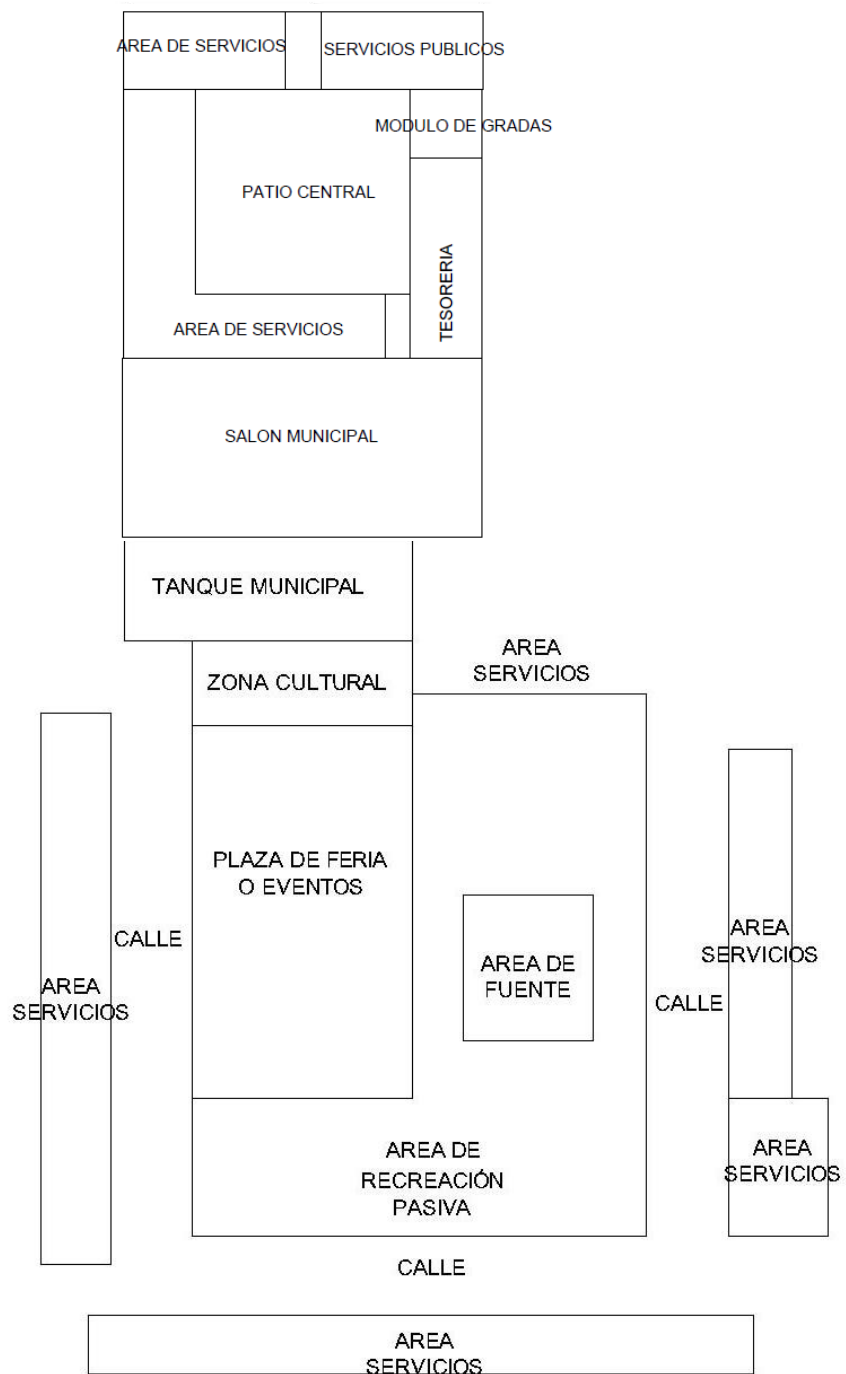 AREA DE SERVICIOS
SERVICIOS PUBLICOS
MODULO DE GRADAS
PATIO CENTRAL
TESORERIA
AREA DE SERVICIOS
SALON MUNICIPAL
TANQUE MUNICIPAL
AREA
SERVICIOS
ZONA CULTURAL
PLAZA DE FERIA
O EVENTOS
CALLE
AREA DE
FUENTE
AREA
SERVICIOS
AREA
SERVICIOS
CALLE
AREA DE
RECREACIÓN
PASIVA
AREA
SERVICIOS
CALLE
AREA
SERVICIOS